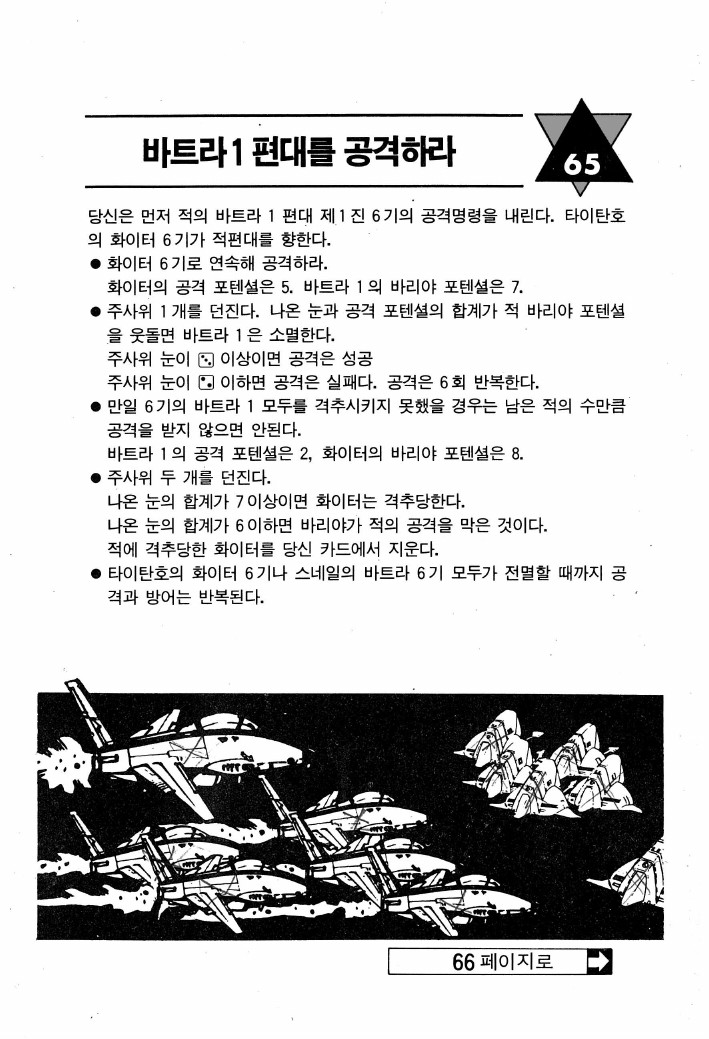 바트라 1 편대를 공격하라
65
당신은 먼저 적의 바트라 1 편대 제1진 6기의 공격명령을 내린다. 타이탄호
의 화이터 6기가 적편대를 향한다.
● 화이터 6기로 연속해 공격하라.
화이터의 공격 포텐셜은 5. 바트라 1의 바리야 포텐셜은 7.
● 주사위 1개를 던진다. 나온 눈과 공격 포텐셜의 합계가 적 바리야 포텐셜
을 웃돌면 바트라 1은 소멸한다.
주사위 눈이 ⚂ 이상이면 공격은 성공
주사위 눈이 ⚁ 이하면 공격은 실패다. 공격은 6회 반복한다.
● 만일 6기의 바트라 1 모두를 격추시키지 못했을 경우는 남은 적의 수만큼
공격을 받지 않으면 안된다.
바트라 1의 공격 포텐셜은 2, 화이터의 바리야 포텐셜은 8.
● 주사위 두 개를 던진다.
나온 눈의 합계가 7이상이면 화이터는 격추당한다.
나온 눈의 합계가 6이하면 바리야가 적의 공격을 막은 것이다.
적에 격추당한 화이터를 당신 카드에서 지운다.
● 타이탄호의 화이터 6기나 스네일의 바트라 6기 모두가 전멸할 때까지 공
격과 방어는 반복된다.
66 페이지로